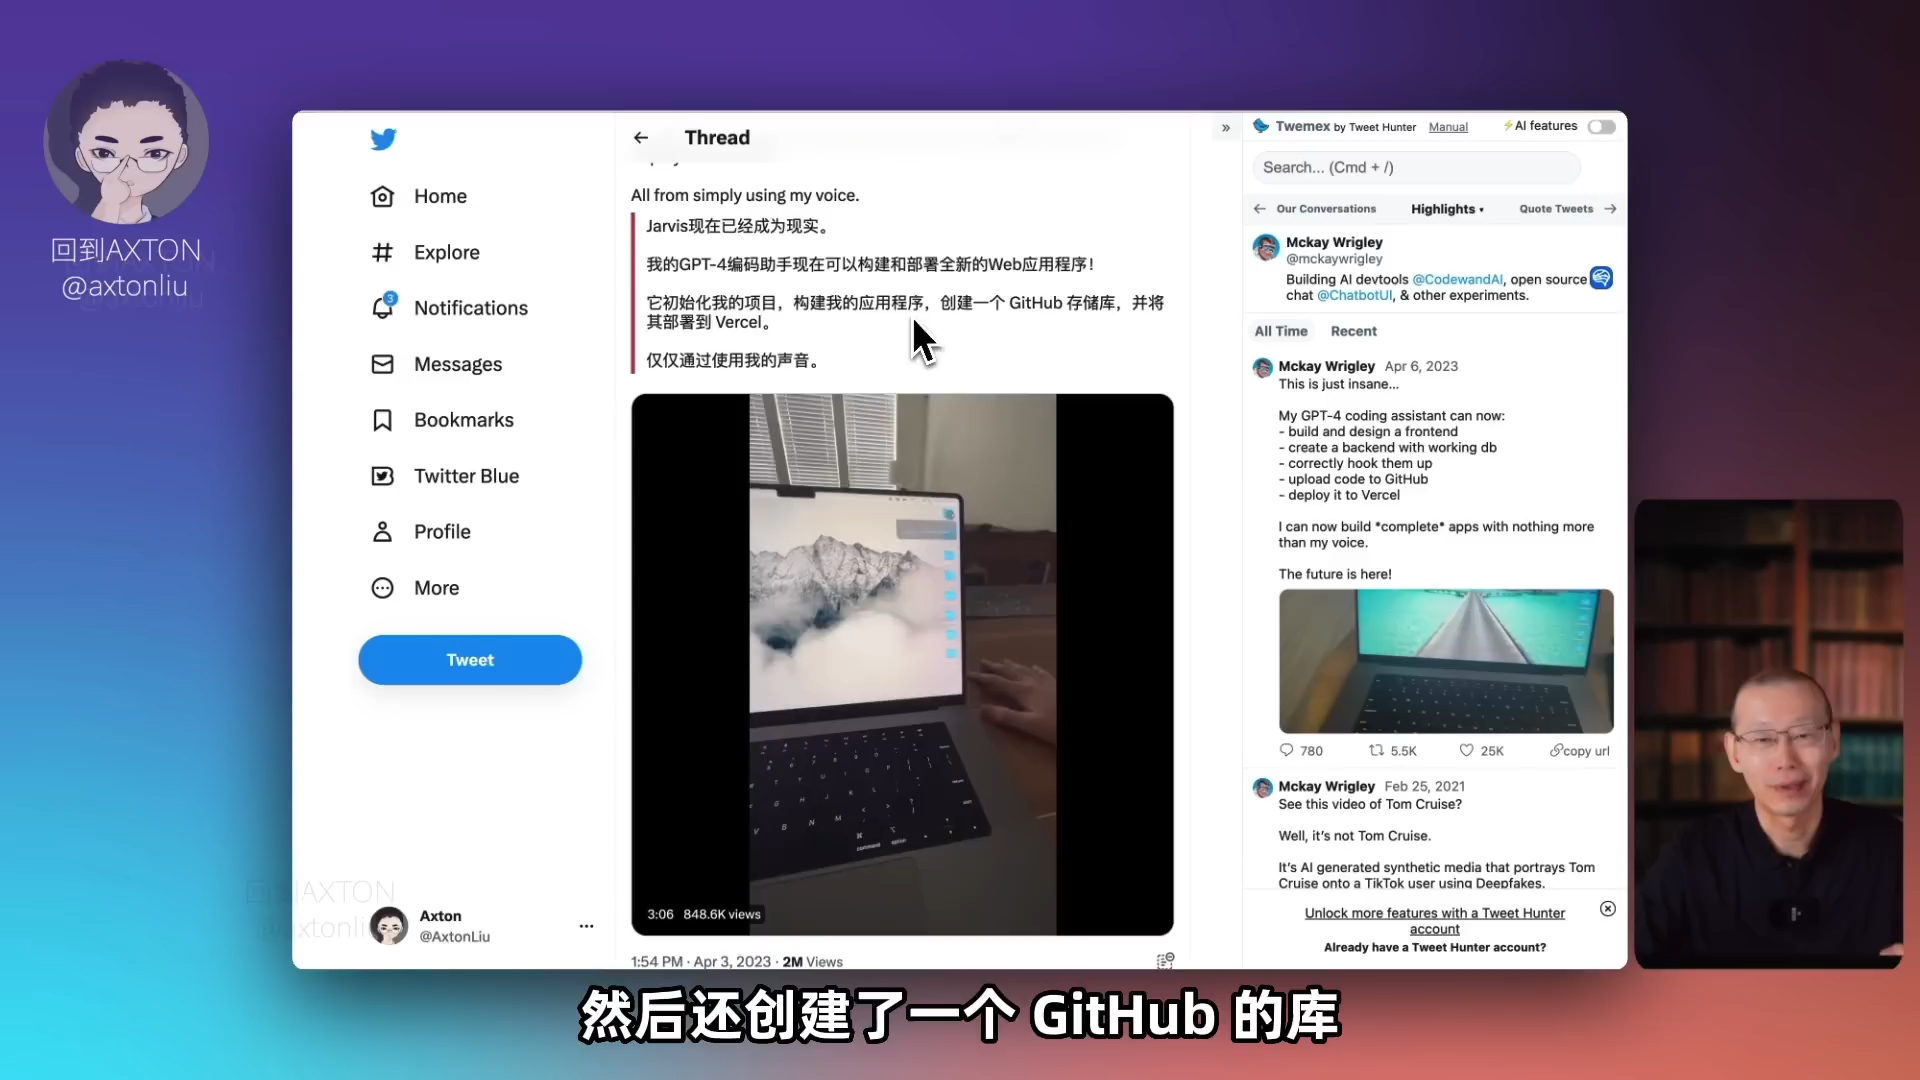 回到AXTON
@axtonliu
Home
Explore
3
Notifications
Messages
Bookmarks
Twitter Blue
Profile
More
Tweet
Axton
@AxtonLiu
Thread
All from simply using my voice.
Jarvis现在已经成为现实。
我的GPT-4编码助手现在可以构建和部署全新的Web应用程序！
它初始化我的项目，构建我的应用程序，创建一个 GitHub 存储库，并将
其部署到 Vercel。
仅仅通过使用我的声音。
3:06 848.6K views
1:54 PM · Apr 3, 2023 · 2M Views
Twemex by Tweet Hunter Manual ⚡AI features
Search... (Cmd + /)
Our Conversations Highlights Quote Tweets
Mckay Wrigley
@mckaywrigley
Building AI devtools @CodewandAI, open source
chat @ChatbotUI, & other experiments.
All Time Recent
Mckay Wrigley Apr 6, 2023
This is just insane...
My GPT-4 coding assistant can now:
- build and design a frontend
- create a backend with working db
- correctly hook them up
- upload code to GitHub
- deploy it to Vercel
I can now build *complete* apps with nothing more
than my voice.
The future is here!
780 5.5K 25K copy url
Mckay Wrigley Feb 25, 2021
See this video of Tom Cruise?
Well, it's not Tom Cruise.
It's AI generated synthetic media that portrays Tom
Cruise onto a TikTok user using Deepfakes.
Unlock more features with a Tweet Hunter
account
Already have a Tweet Hunter account?
然后还创建了一个 GitHub 的库